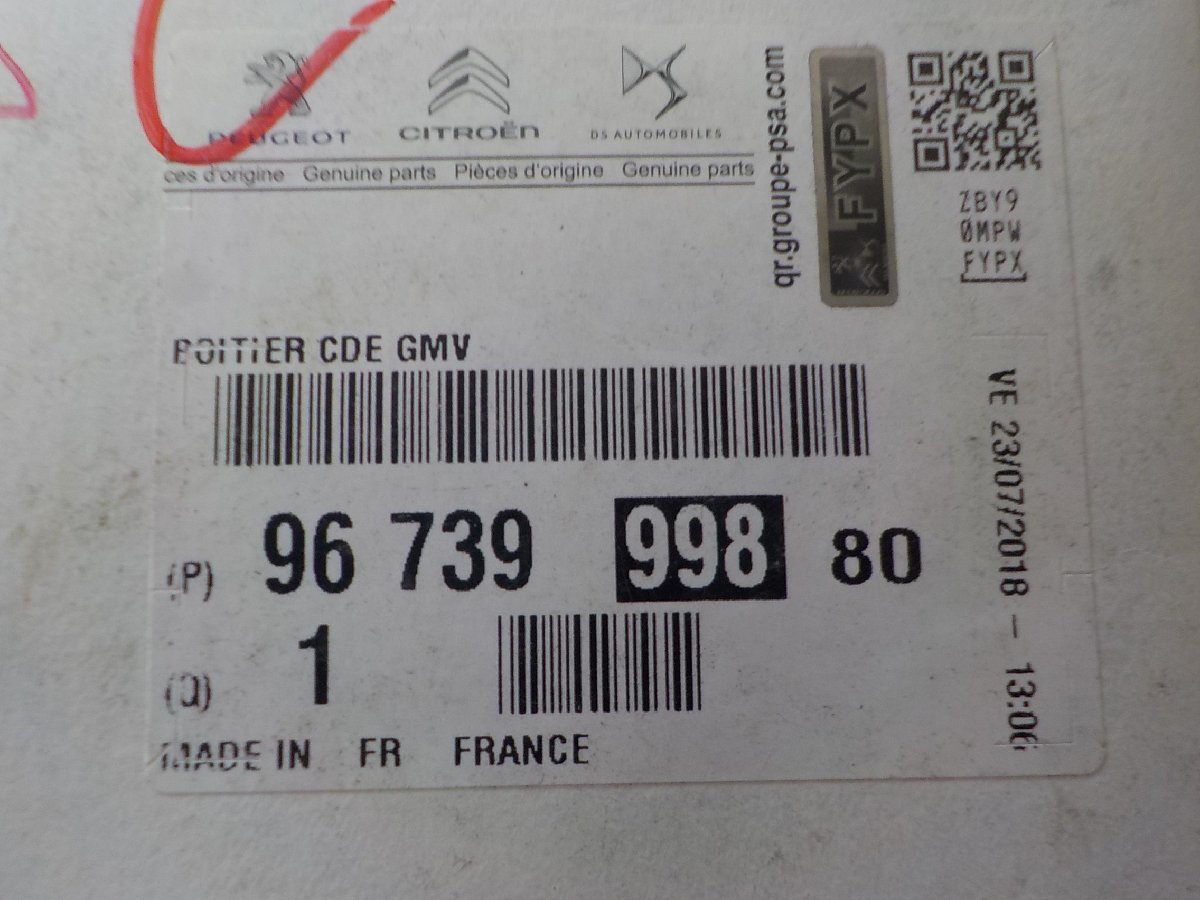 PEUGEOT CITROËN DS AUTOMOBILES
ces d'origine Genuine parts Pièces d'origine Genuine parts
qr.groupe-psa.com
FYPX
ZBY9
0MPW
FYPX
BOITIER CDE GMV
(P) 96 739 998 80
(Q) 1
MADE IN FR FRANCE
VE 23/07/2018 - 13:06